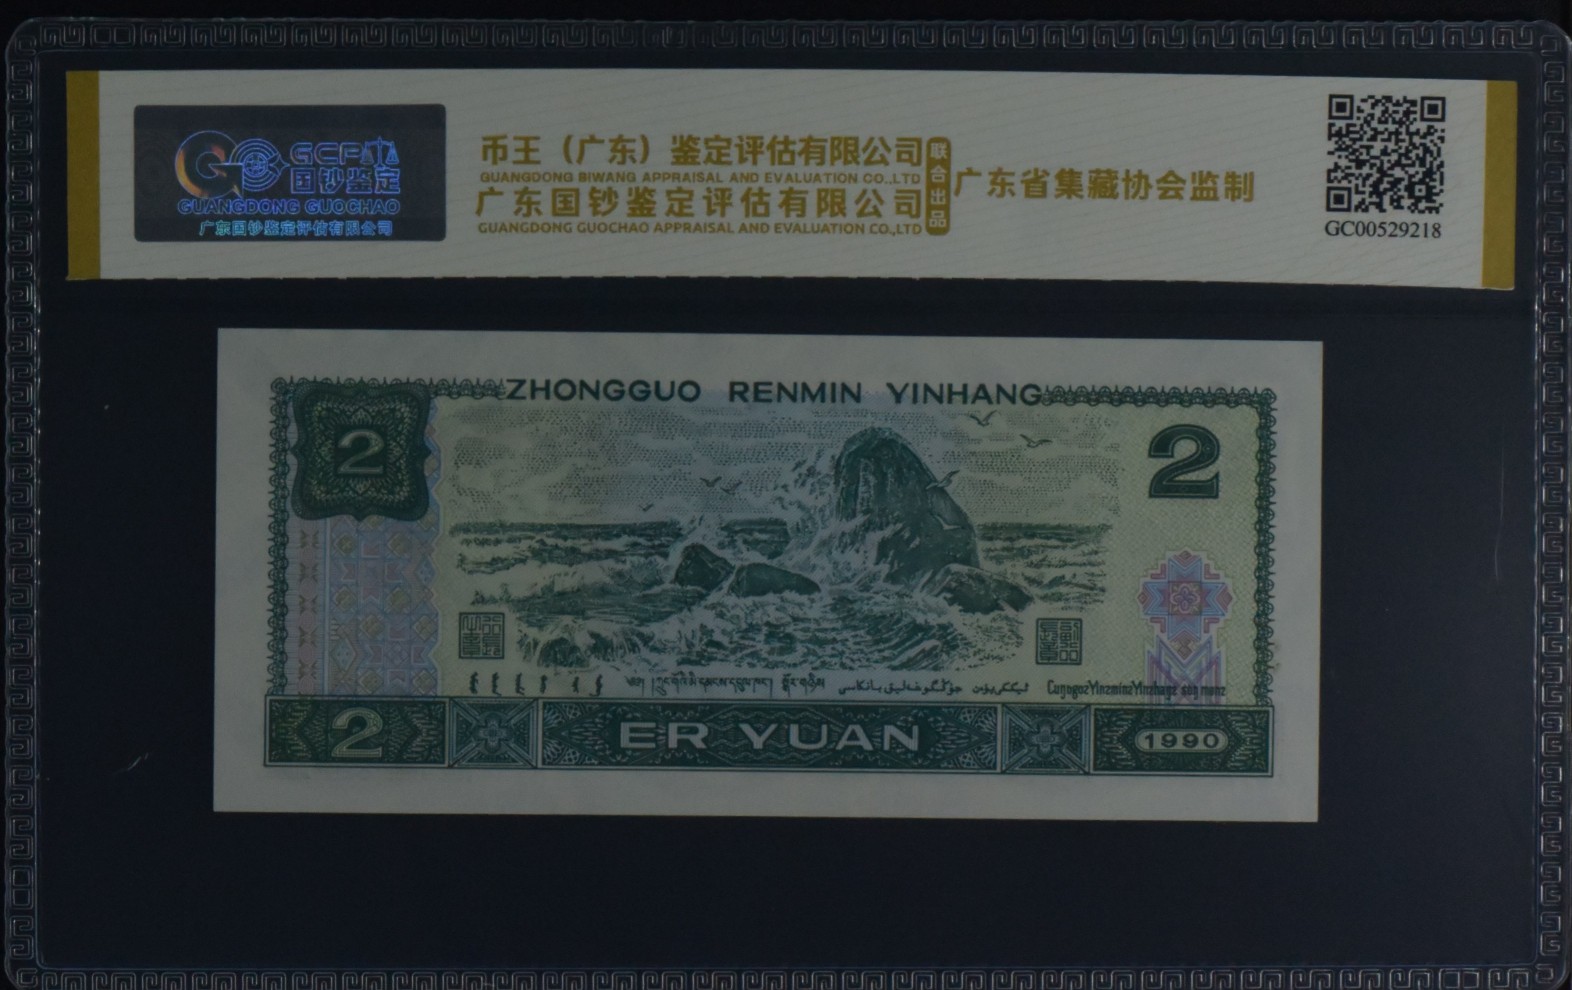 GCP
国钞鉴定
GUANGDONG GUOCHAO
广东国钞鉴定评估有限公司
币王（广东）鉴定评估有限公司
GUANGDONG BIWANG APPRAISAL AND EVALUATION CO.,LTD
广东国钞鉴定评估有限公司
GUANGDONG GUOCHAO APPRAISAL AND EVALUATION CO.,LTD
联合出品
广东省集藏协会监制
GC00529218
ZHONGGUO RENMIN YINHANG
2
2
2
ER YUAN
1990